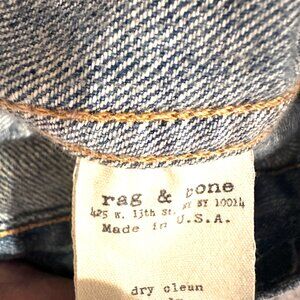 rag & bone
425 W. 13th St. NY NY 10014
Made in U.S.A.
dry clean